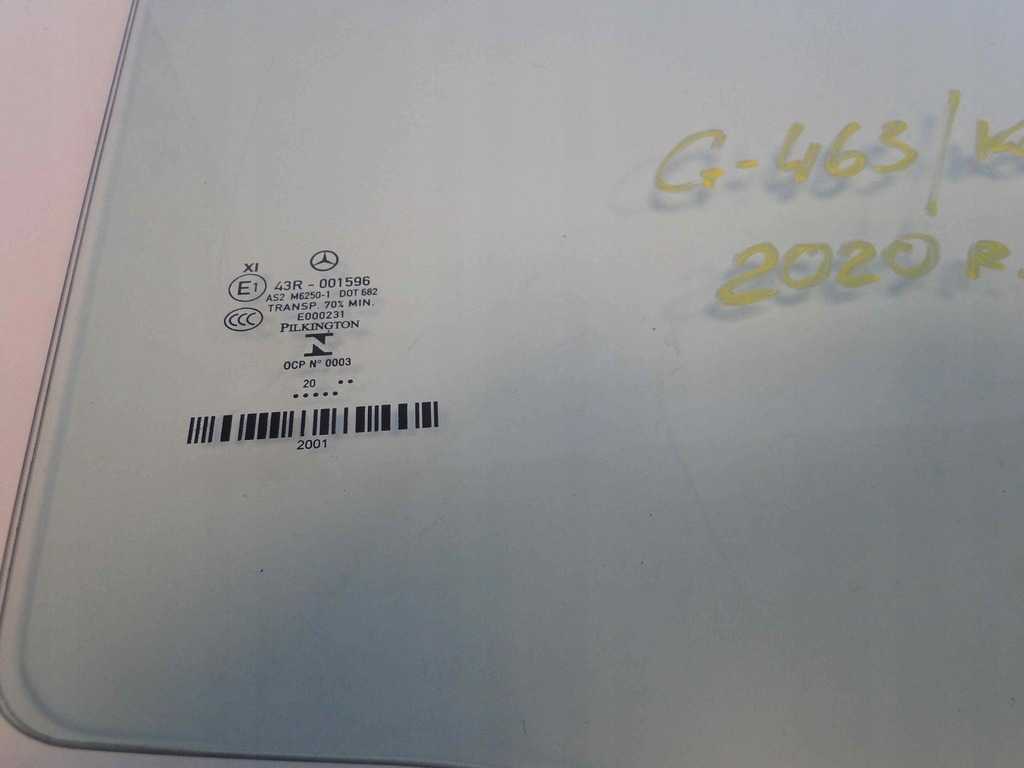 G-463/
2020 R.
XI
E1 43R - 001596
AS2 M6250-1 DOT 682
TRANSP. 70% MIN.
CCC E000231
PILKINGTON
OCP N° 0003
20 ..
.....
2001